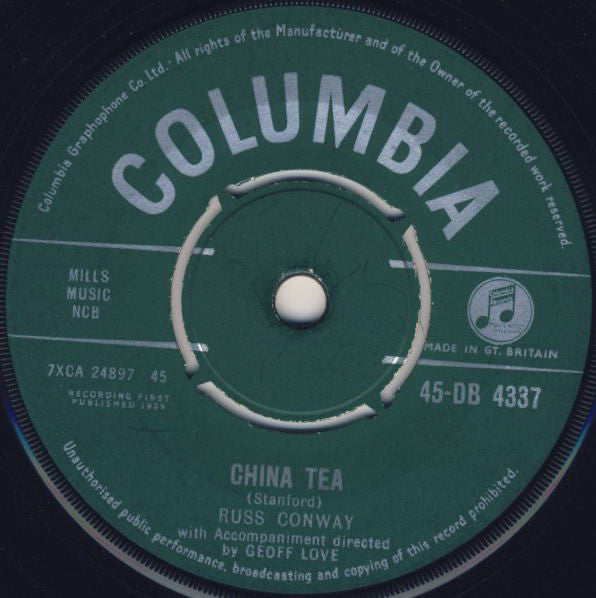 Columbia Graphophone Co. Ltd. · All rights of the Manufacturer and of the Owner of the recorded work reserved.
COLUMBIA
MILLS
MUSIC
NCB
MADE IN GT. BRITAIN
7XCA 24897 45
RECORDING FIRST
PUBLISHED 1959
45-DB 4337
CHINA TEA
(Stanford)
RUSS CONWAY
with Accompaniment directed
by GEOFF LOVE
Unauthorised public performance, broadcasting and copying of this record prohibited.